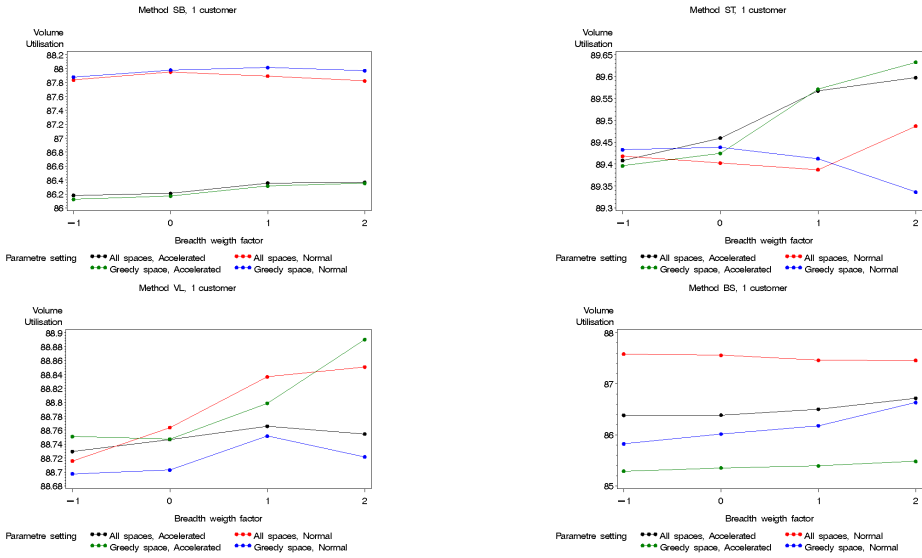 Method SB, 1 customer
Volume
Utilisation
88.2
88
87.8
87.6
87.4
87.2
87
86.8
86.6
86.4
86.2
86
−1 0 1 2
Breadth weigth factor
Parametre setting All spaces, Accelerated All spaces, Normal
Greedy space, Accelerated Greedy space, Normal
Method ST, 1 customer
Volume
Utilisation
89.65
89.6
89.55
89.5
89.45
89.4
89.35
89.3
−1 0 1 2
Breadth weigth factor
Parametre setting All spaces, Accelerated All spaces, Normal
Greedy space, Accelerated Greedy space, Normal
Method VL, 1 customer
Volume
Utilisation
88.9
88.88
88.86
88.84
88.82
88.8
88.78
88.76
88.74
88.72
88.7
88.68
−1 0 1 2
Breadth weigth factor
Parametre setting All spaces, Accelerated All spaces, Normal
Greedy space, Accelerated Greedy space, Normal
Method BS, 1 customer
Volume
Utilisation
88
87
86
85
−1 0 1 2
Breadth weigth factor
Parametre setting All spaces, Accelerated All spaces, Normal
Greedy space, Accelerated Greedy space, Normal